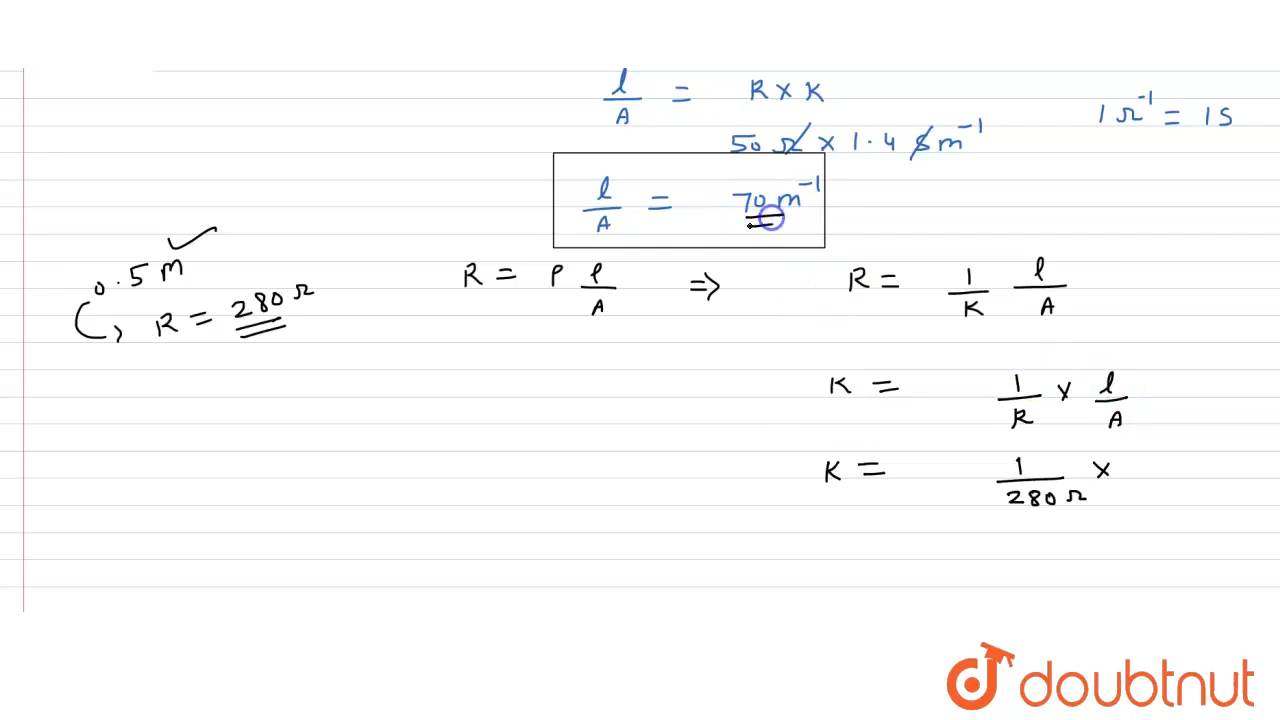 l/A = R × K
1 Ω⁻¹ = 1 S
50 Ω × 1.4 S m⁻¹
l/A = 70 m⁻¹
0.5 m
R = 280 Ω
R = ρ l/A ⇒ R = 1/K l/A
K = 1/R × l/A
K = 1/280 Ω ×
doubtnut